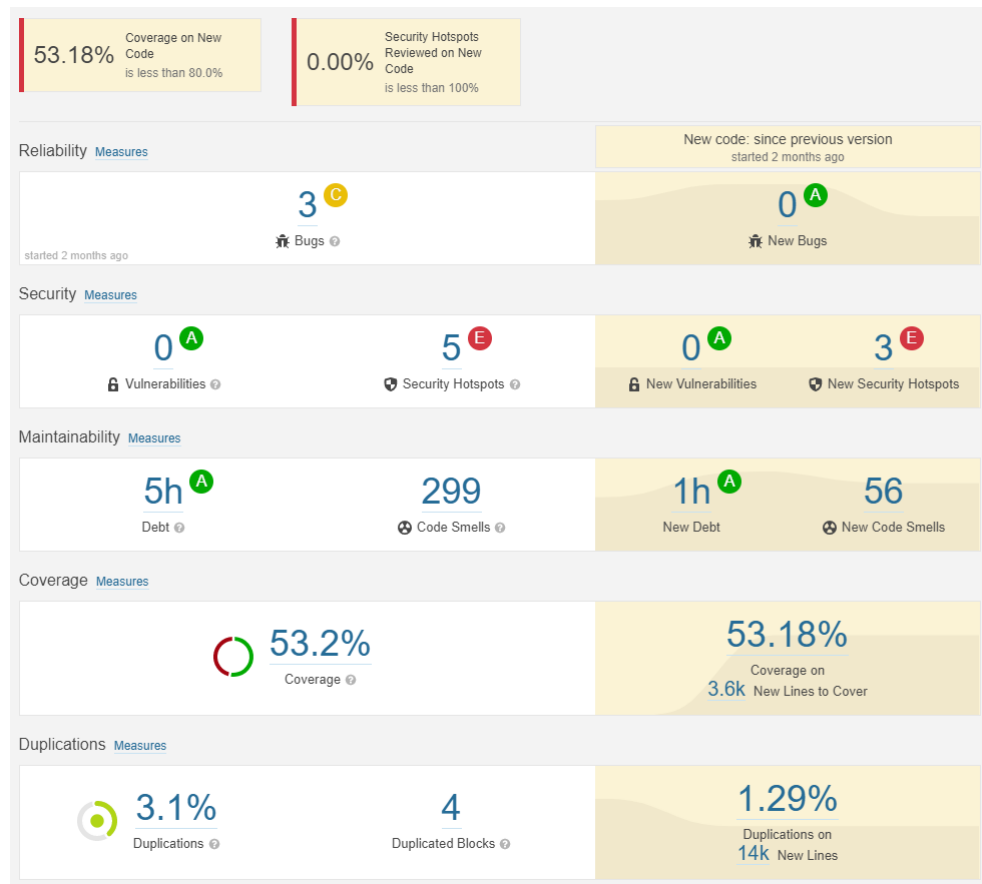 53.18%
Coverage on New
Code
is less than 80.0%
0.00%
Security Hotspots
Reviewed on New
Code
is less than 100%
Reliability Measures
New code: since previous version
started 2 months ago
3 C
Bugs ?
started 2 months ago
0 A
New Bugs
Security Measures
0 A
Vulnerabilities ?
5 E
Security Hotspots ?
0 A
New Vulnerabilities
3 E
New Security Hotspots
Maintainability Measures
5h A
Debt ?
299
Code Smells ?
1h A
New Debt
56
New Code Smells
Coverage Measures
53.2%
Coverage ?
53.18%
Coverage on
3.6k New Lines to Cover
Duplications Measures
3.1%
Duplications ?
4
Duplicated Blocks ?
1.29%
Duplications on
14k New Lines